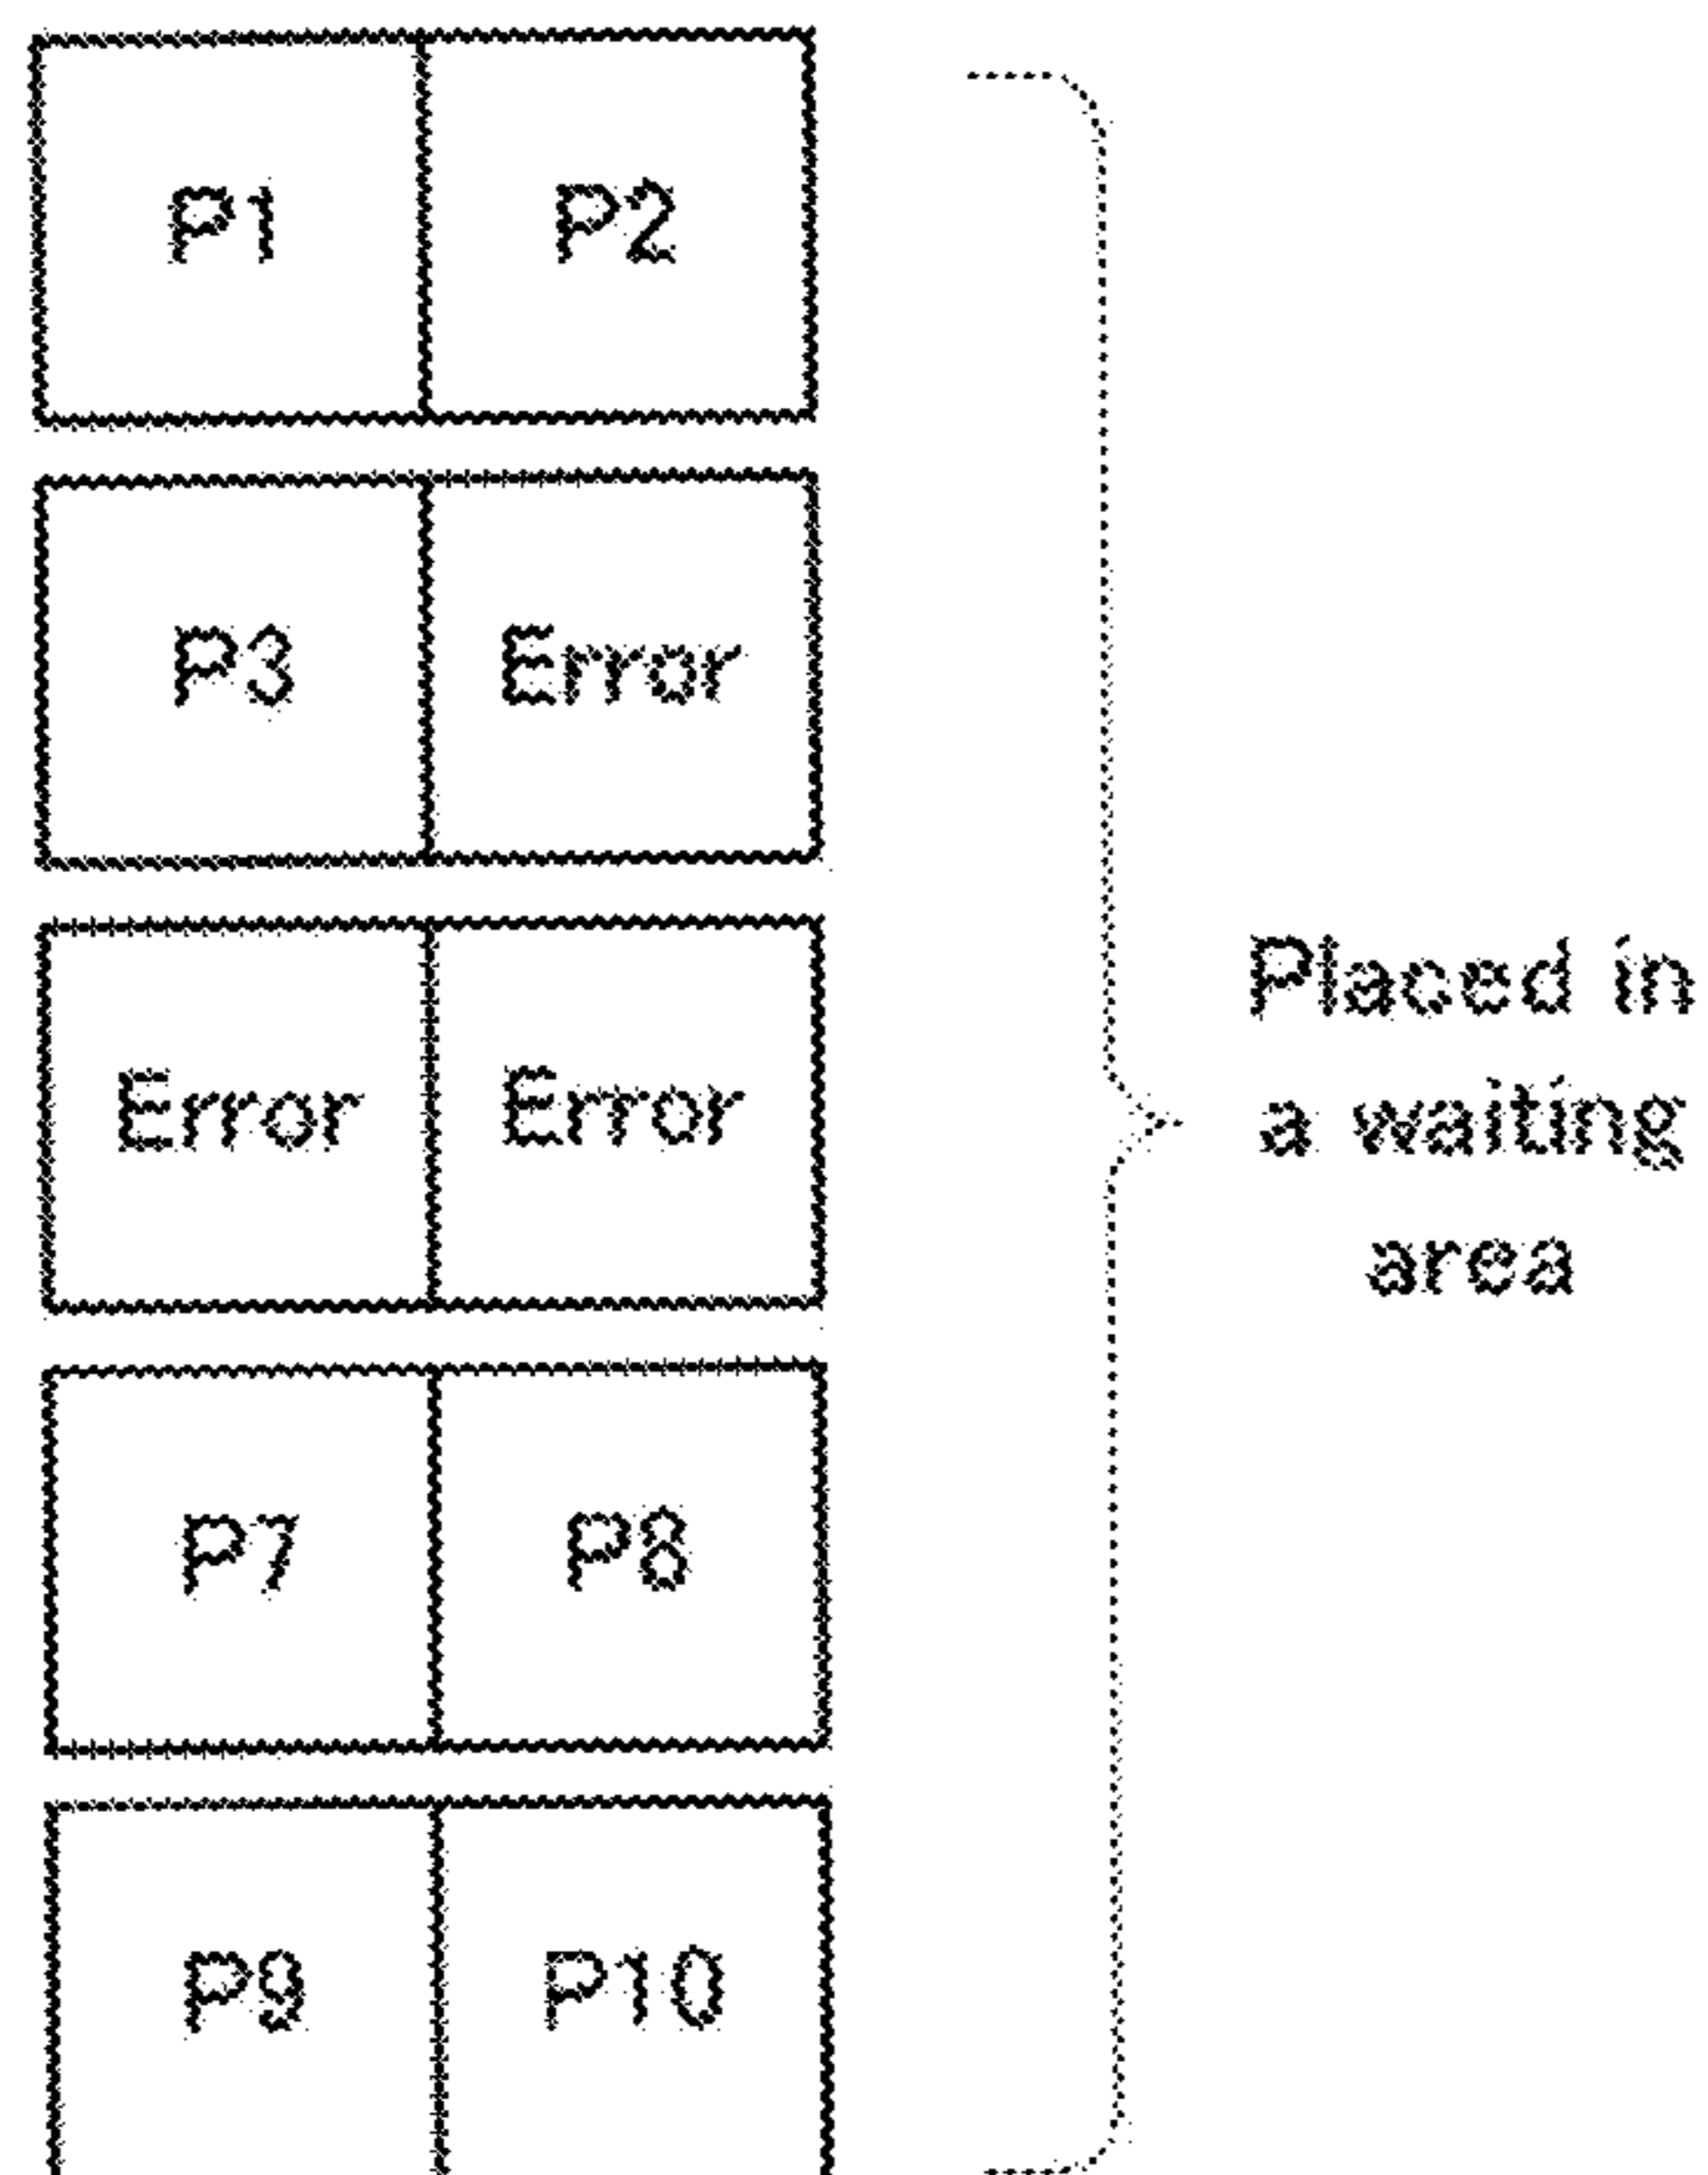 P1 P2
P3 Error
Error Error
Placed in
a waiting
area
P7 P8
P9 P10